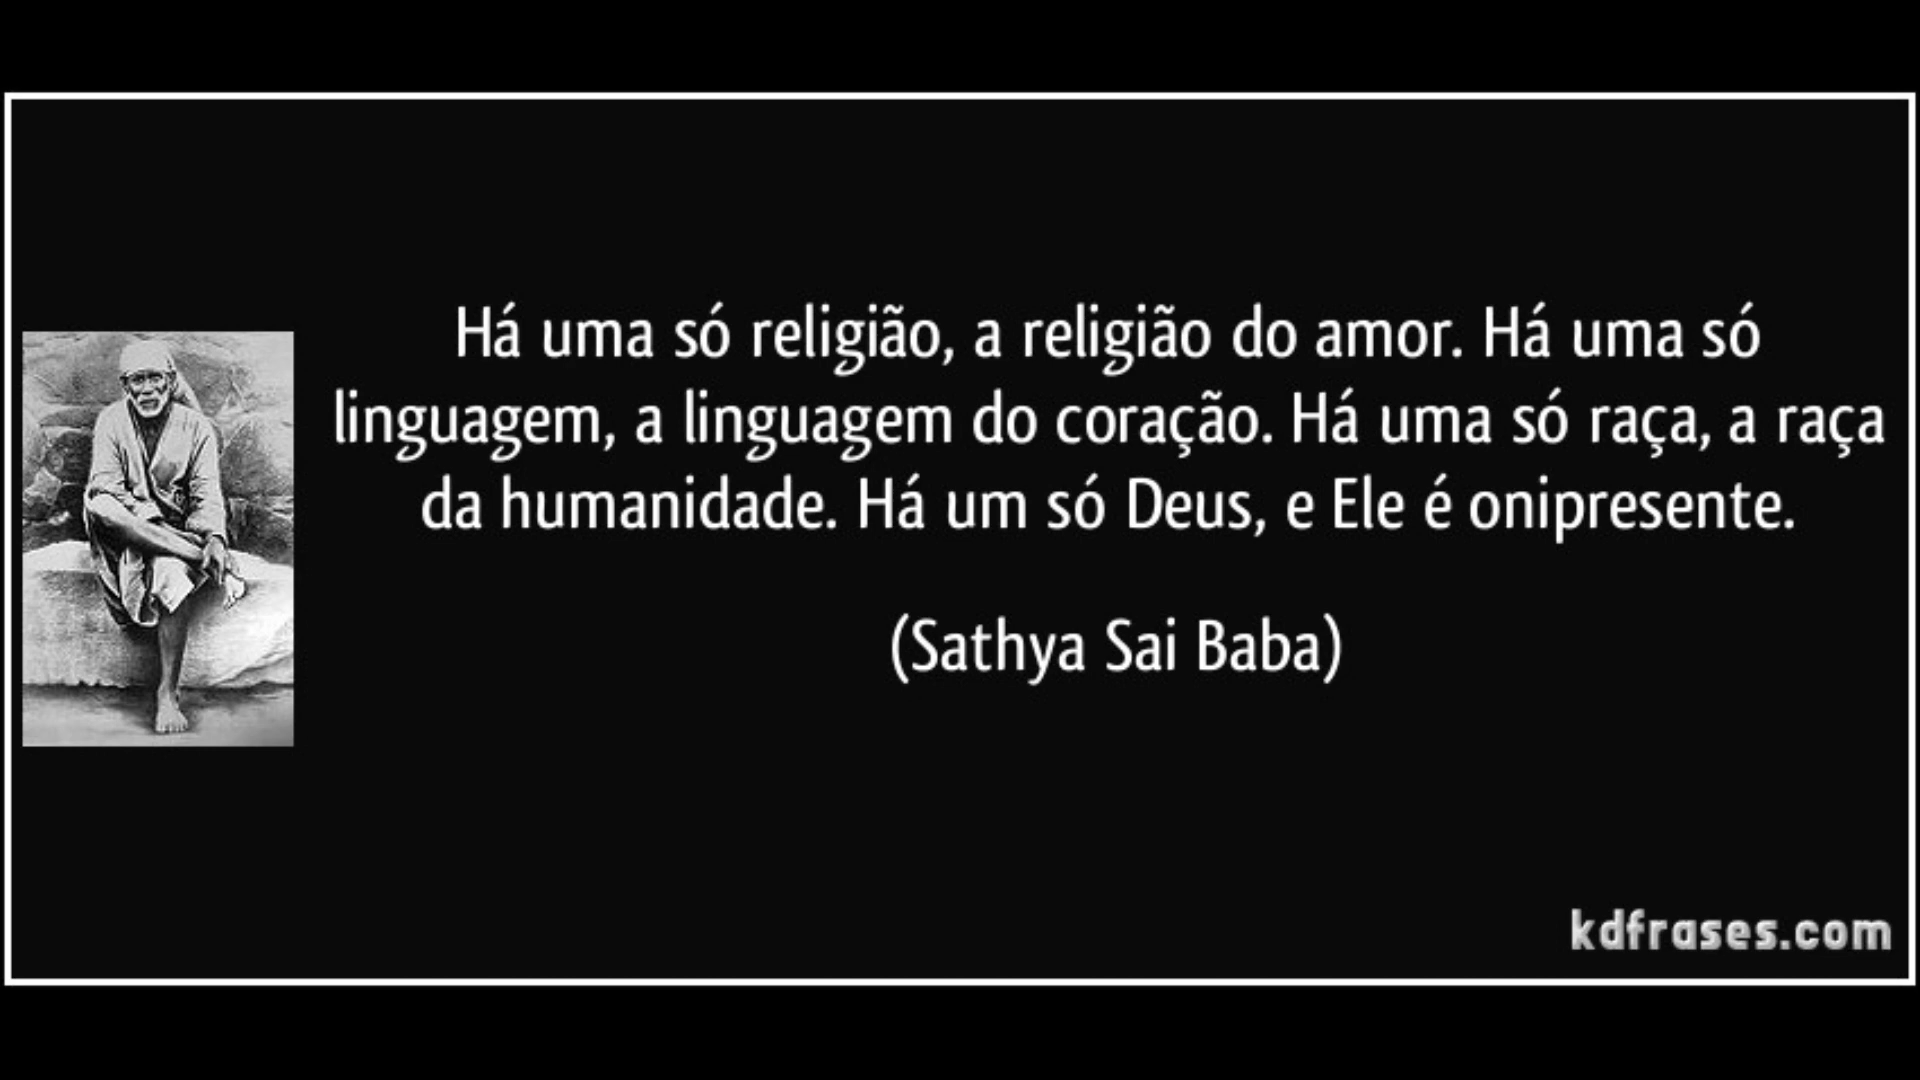 Há uma só religião, a religião do amor. Há uma só
linguagem, a linguagem do coração. Há uma só raça, a raça
da humanidade. Há um só Deus, e Ele é onipresente.
(Sathya Sai Baba)
kdfrases.com